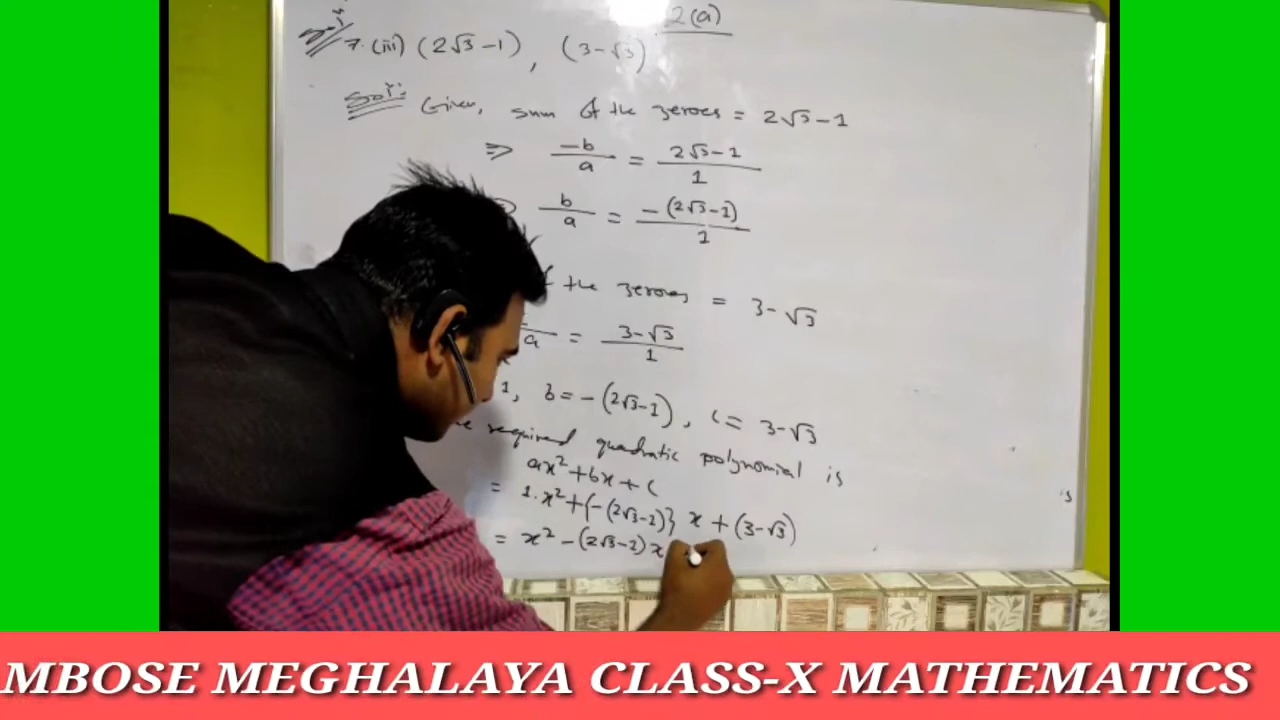 2(a)
Sol:
7. (iii) (2√3 - 1) , (3-√3)
Sol: Given, sum of the zeroes = 2√3 - 1
⇒ -b/a = 2√3-1/1
b/a = -(2√3-1)/1
of the zeroes = 3-√3
a = 3-√3/1
1, b = -(2√3-1), c = 3-√3
required quadratic polynomial is
ax² + bx + c
= 1.x² + {-(2√3-1)} x + (3-√3)
= x² - (2√3-1) x
MBOSE MEGHALAYA CLASS-X MATHEMATICS